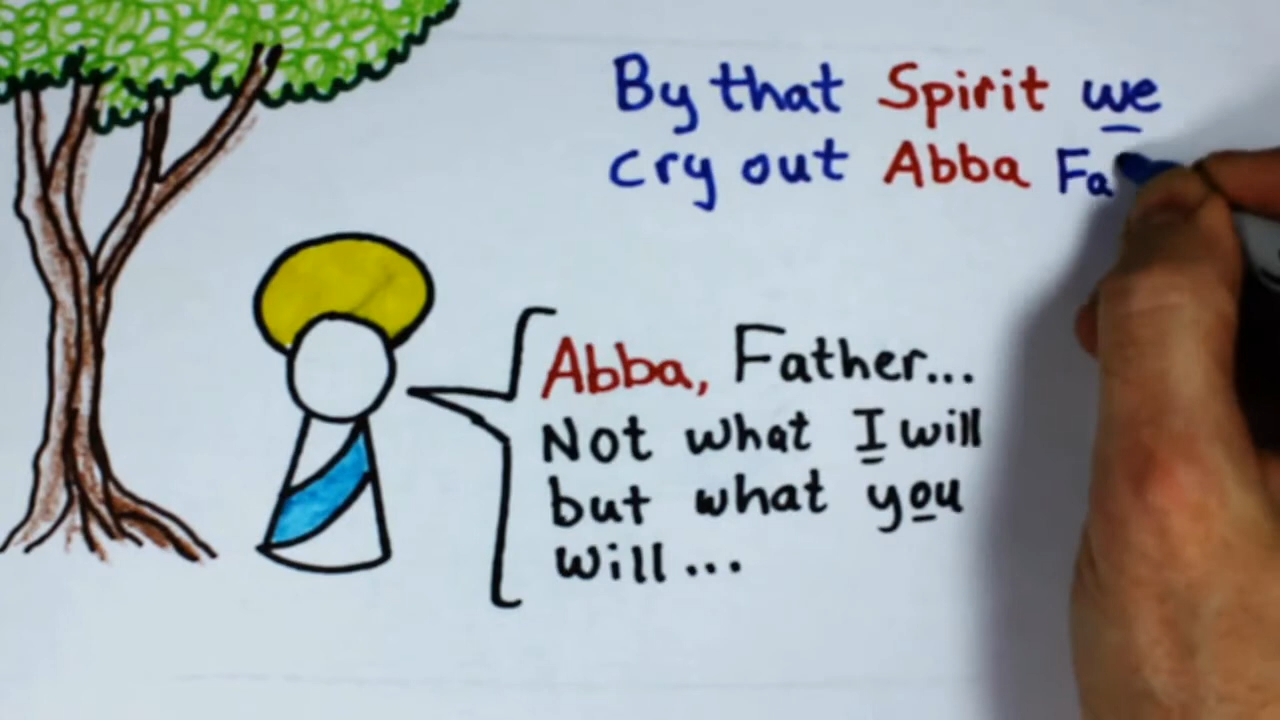 By that Spirit we
cry out Abba Fa
Abba, Father...
Not what I will
but what you
will...